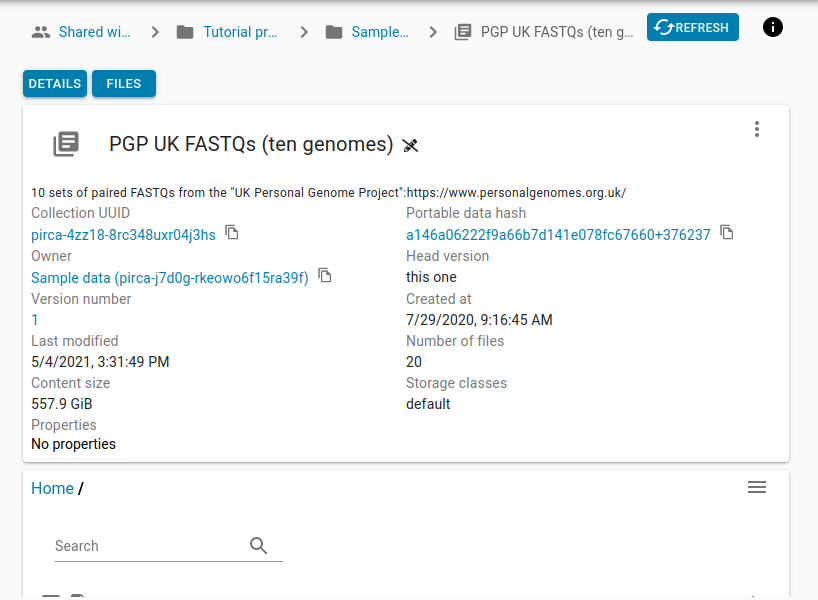 Shared wi... Tutorial pr... Sample... PGP UK FASTQs (ten g... REFRESH
DETAILS FILES
PGP UK FASTQs (ten genomes)
10 sets of paired FASTQs from the "UK Personal Genome Project":https://www.personalgenomes.org.uk/
Collection UUID Portable data hash
pirca-4zz18-8rc348uxr04j3hs a146a06222f9a66b7d141e078fc67660+376237
Owner Head version
Sample data (pirca-j7d0g-rkeowo6f15ra39f) this one
Version number Created at
1 7/29/2020, 9:16:45 AM
Last modified Number of files
5/4/2021, 3:31:49 PM 20
Content size Storage classes
557.9 GiB default
Properties
No properties
Home /
Search